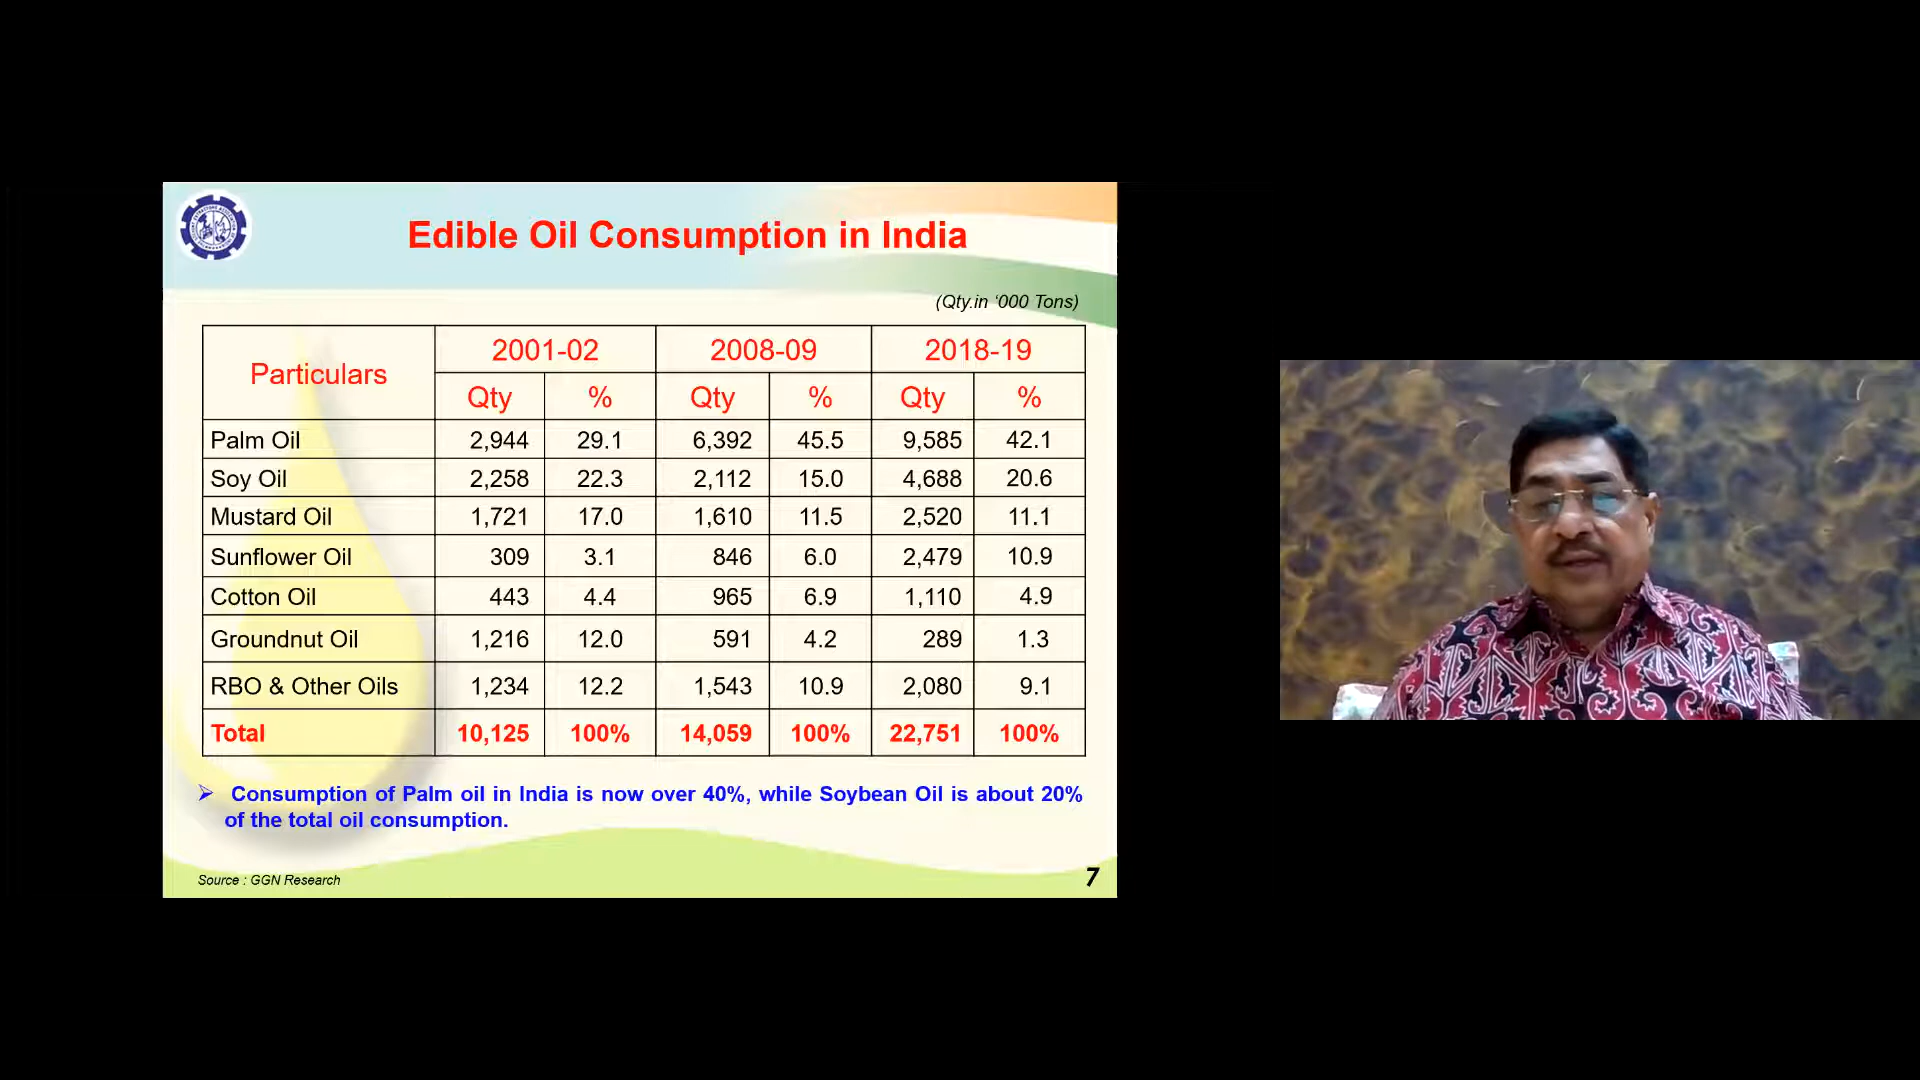 Edible Oil Consumption in India
(Qty.in ‘000 Tons)
Particulars 2001-02 2008-09 2018-19
Qty % Qty % Qty %
Palm Oil 2,944 29.1 6,392 45.5 9,585 42.1
Soy Oil 2,258 22.3 2,112 15.0 4,688 20.6
Mustard Oil 1,721 17.0 1,610 11.5 2,520 11.1
Sunflower Oil 309 3.1 846 6.0 2,479 10.9
Cotton Oil 443 4.4 965 6.9 1,110 4.9
Groundnut Oil 1,216 12.0 591 4.2 289 1.3
RBO & Other Oils 1,234 12.2 1,543 10.9 2,080 9.1
Total 10,125 100% 14,059 100% 22,751 100%
➢ Consumption of Palm oil in India is now over 40%, while Soybean Oil is about 20%
of the total oil consumption.
Source : GGN Research
7